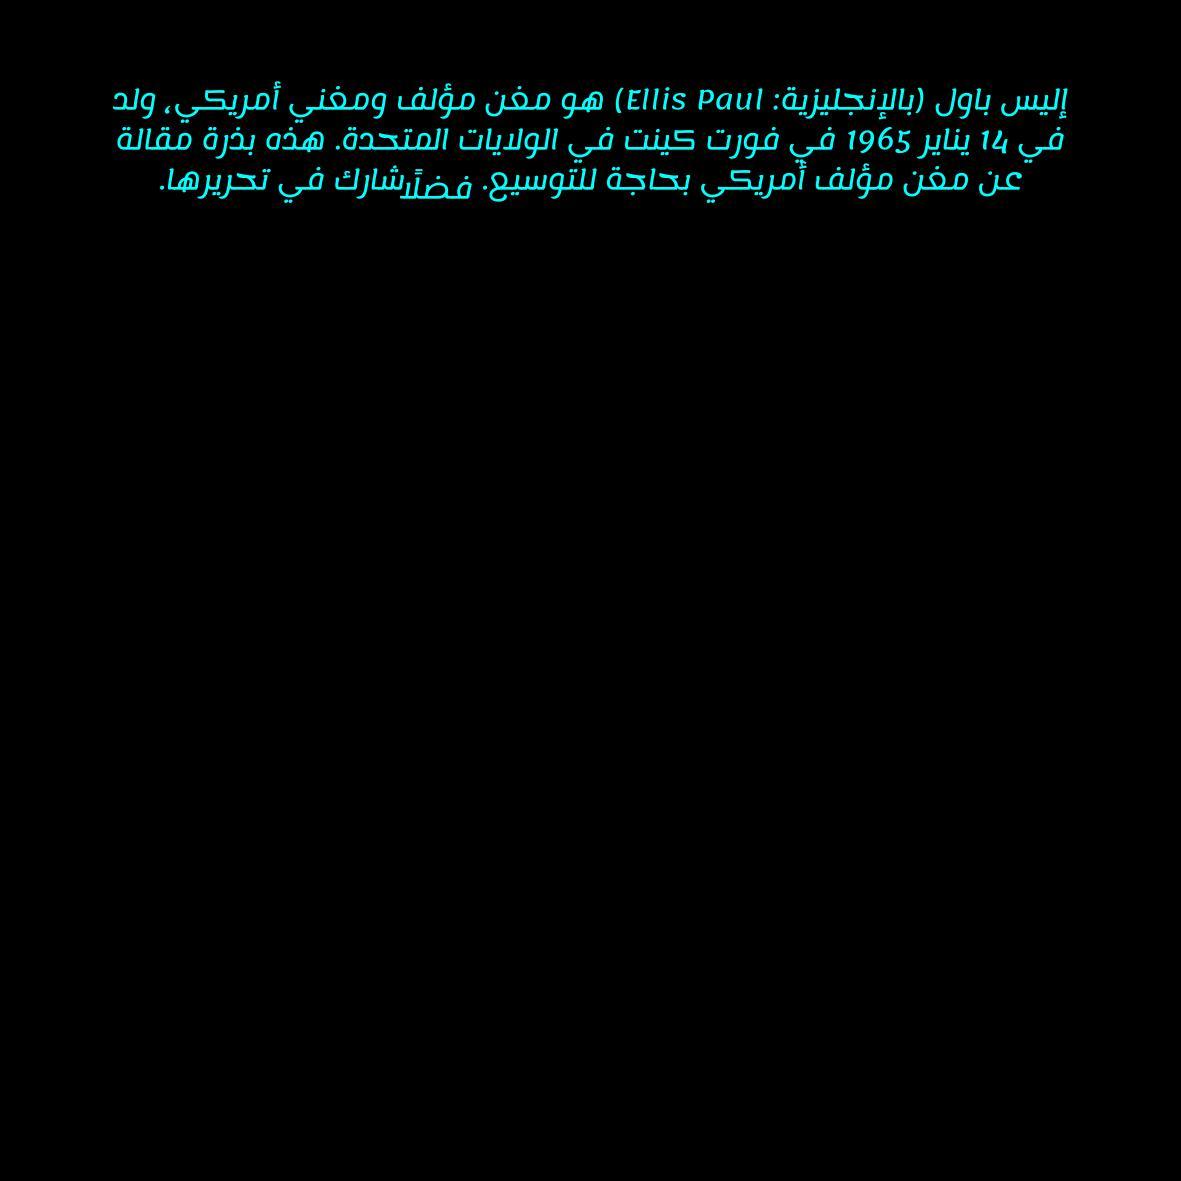 إليس باول (بالإنجليزية: Ellis Paul) هو مغن مؤلف ومغني أمريكي، ولد
في 14 يناير 1965 في فورت كينت في الولايات المتحدة. هذه بذرة مقالة
عن مغن مؤلف أمريكي بحاجة للتوسيع. فضلًا شارك في تحريرها.